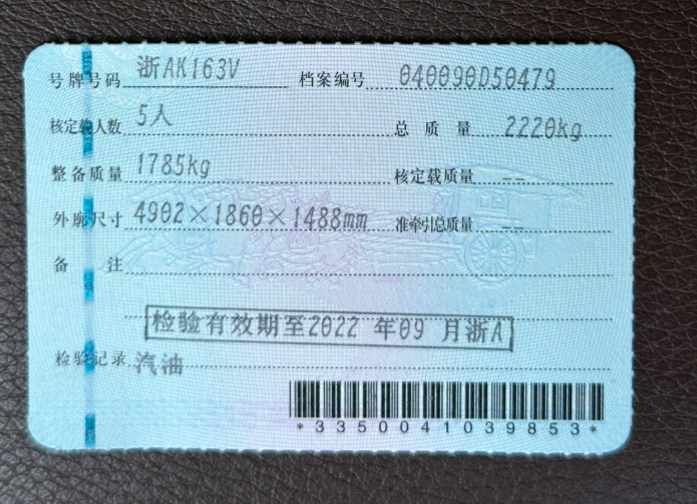 号牌号码 浙AK163V 档案编号 040090D50479
核定载人数 5人 总质量 2220kg
整备质量 1785kg 核定载质量 --
外廓尺寸 4902×1860×1488mm 准牵引总质量 --
备注
检验有效期至2022年09月浙A
检验记录 汽油
*3350041039853*